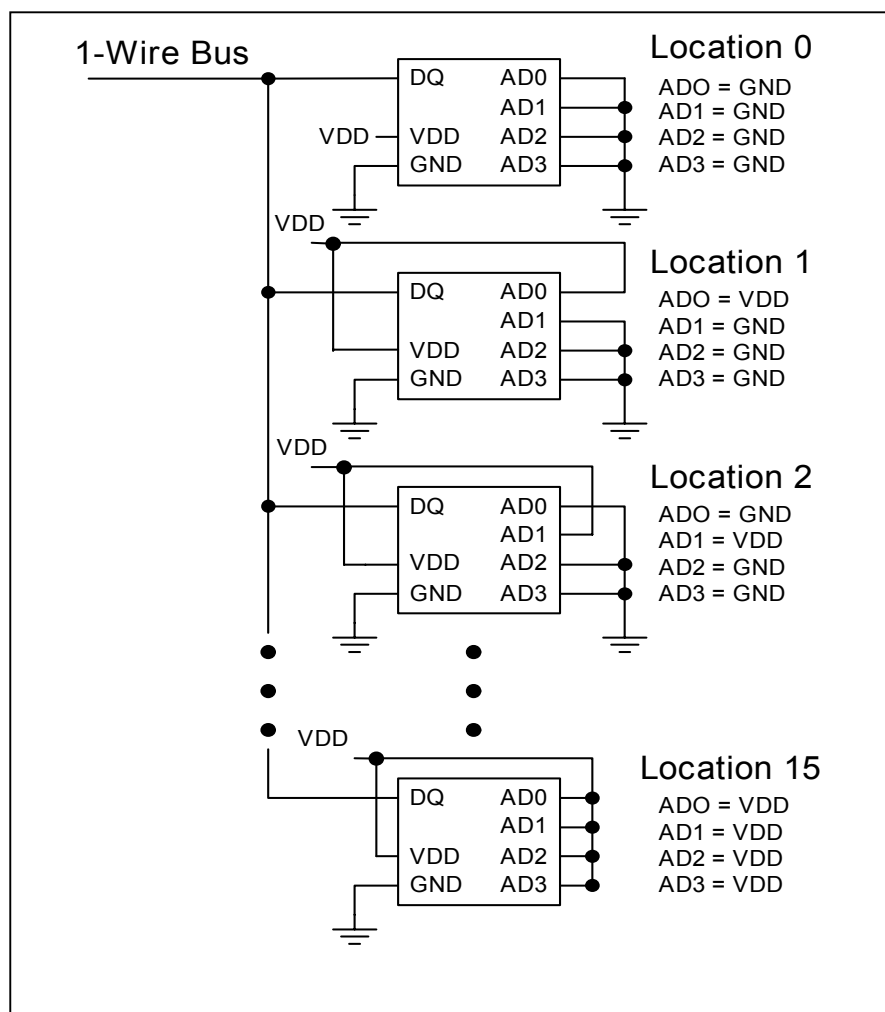 1-Wire Bus
Location 0
DQ AD0
AD1
VDD VDD AD2
GND AD3
ADO = GND
AD1 = GND
AD2 = GND
AD3 = GND
VDD
Location 1
DQ AD0
AD1
VDD AD2
GND AD3
ADO = VDD
AD1 = GND
AD2 = GND
AD3 = GND
VDD
Location 2
DQ AD0
AD1
VDD AD2
GND AD3
ADO = GND
AD1 = VDD
AD2 = GND
AD3 = GND
VDD
Location 15
DQ AD0
AD1
VDD AD2
GND AD3
ADO = VDD
AD1 = VDD
AD2 = VDD
AD3 = VDD